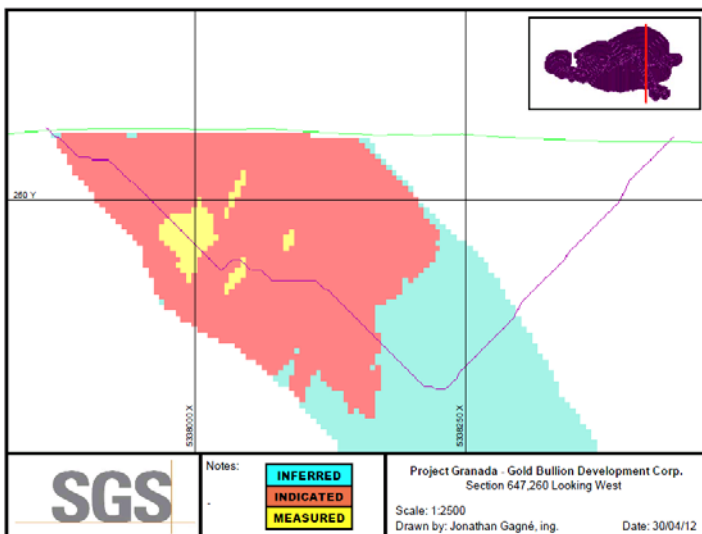 260 Y
5338000 X
5338250 X
SGS
Notes:
.
INFERRED
INDICATED
MEASURED
Project Granada - Gold Bullion Development Corp.
Section 647,260 Looking West
Scale: 1:2500
Drawn by: Jonathan Gagné, ing. Date: 30/04/12